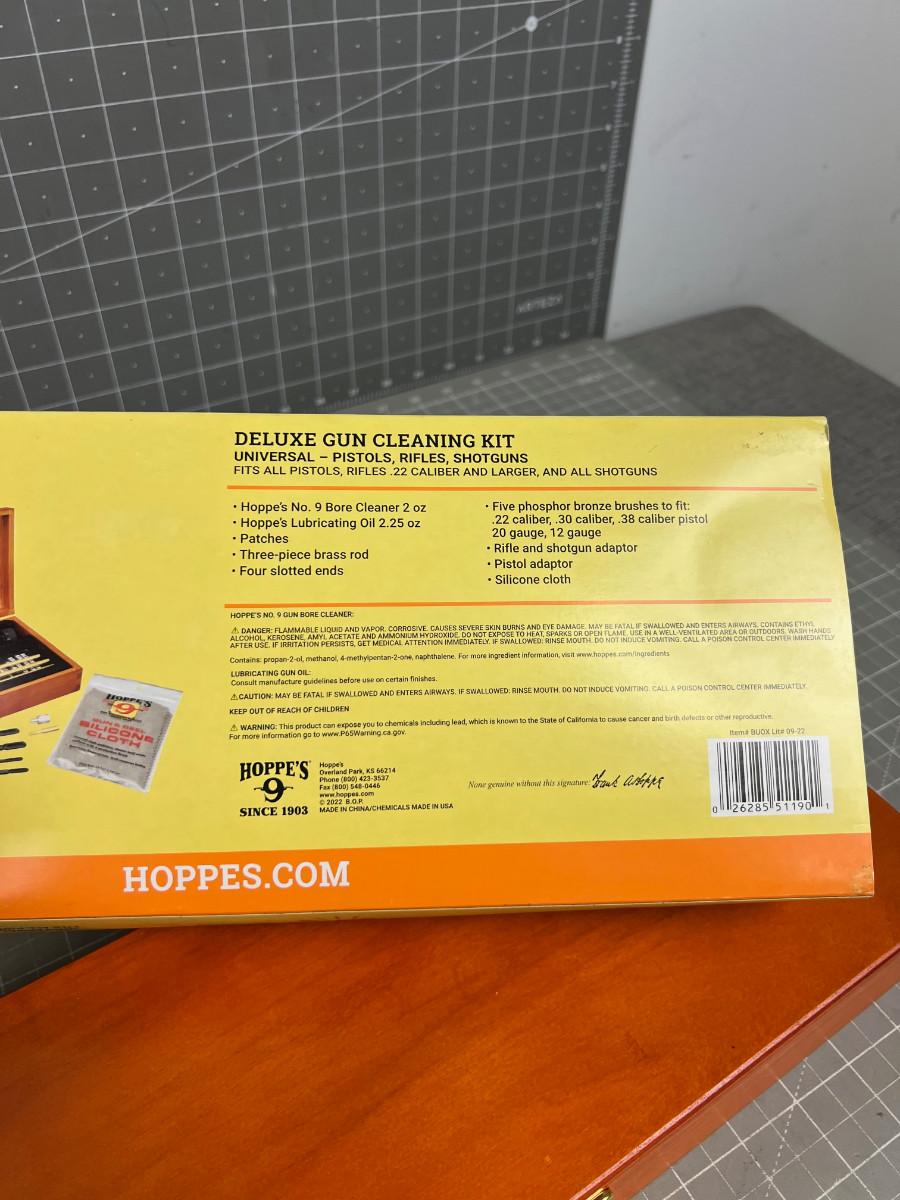 DELUXE GUN CLEANING KIT
UNIVERSAL – PISTOLS, RIFLES, SHOTGUNS
FITS ALL PISTOLS, RIFLES .22 CALIBER AND LARGER, AND ALL SHOTGUNS
• Hoppe's No. 9 Bore Cleaner 2 oz
• Hoppe's Lubricating Oil 2.25 oz
• Patches
• Three-piece brass rod
• Four slotted ends
• Five phosphor bronze brushes to fit:
.22 caliber, .30 caliber, .38 caliber pistol
20 gauge, 12 gauge
• Rifle and shotgun adaptor
• Pistol adaptor
• Silicone cloth
HOPPE'S NO. 9 GUN BORE CLEANER:
⚠ DANGER: FLAMMABLE LIQUID AND VAPOR. CORROSIVE. CAUSES SEVERE SKIN BURNS AND EYE DAMAGE. MAY BE FATAL IF SWALLOWED AND ENTERS AIRWAYS. CONTAINS ETHYL
ALCOHOL, KEROSENE, AMYL ACETATE AND AMMONIUM HYDROXIDE. DO NOT EXPOSE TO HEAT, SPARKS OR OPEN FLAME. USE IN A WELL-VENTILATED AREA OR OUTDOORS. WASH HANDS
AFTER USE. IF IRRITATION PERSISTS, GET MEDICAL ATTENTION IMMEDIATELY. IF SWALLOWED: RINSE MOUTH. DO NOT INDUCE VOMITING. CALL A POISON CONTROL CENTER IMMEDIATELY
Contains: propan-2-ol, methanol, 4-methylpentan-2-one, napthalene. For more ingredient information, visit www.hoppes.com/ingredients
LUBRICATING GUN OIL:
Consult manufacture guidelines before use on certain finishes.
⚠CAUTION: MAY BE FATAL IF SWALLOWED AND ENTERS AIRWAYS. IF SWALLOWED: RINSE MOUTH. DO NOT INDUCE VOMITING. CALL A POISON CONTROL CENTER IMMEDIATELY.
KEEP OUT OF REACH OF CHILDREN
⚠ WARNING: This product can expose you to chemicals including lead, which is known to the State of California to cause cancer and birth defects or other reproductive.
For more information go to www.P65Warning.ca.gov.
Item# BUOX Lit# 09-22
HOPPE'S
9
SINCE 1903
Hoppe's
Overland Park, KS 66214
Phone (800) 423-3537
Fax (800) 548-0446
www.hoppes.com
© 2022 B.O.P.
MADE IN CHINA/CHEMICALS MADE IN USA
None genuine without this signature:
0 26285 51190 1
HOPPE'S
9
GUN & REEL
SILICONE
CLOTH
HOPPES.COM